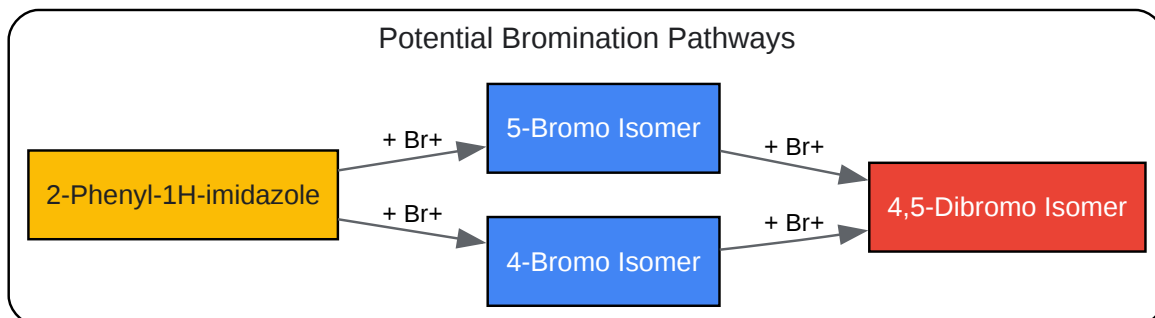 Potential Bromination Pathways
2-Phenyl-1H-imidazole
+ Br+
+ Br+
5-Bromo Isomer
4-Bromo Isomer
+ Br+
+ Br+
4,5-Dibromo Isomer